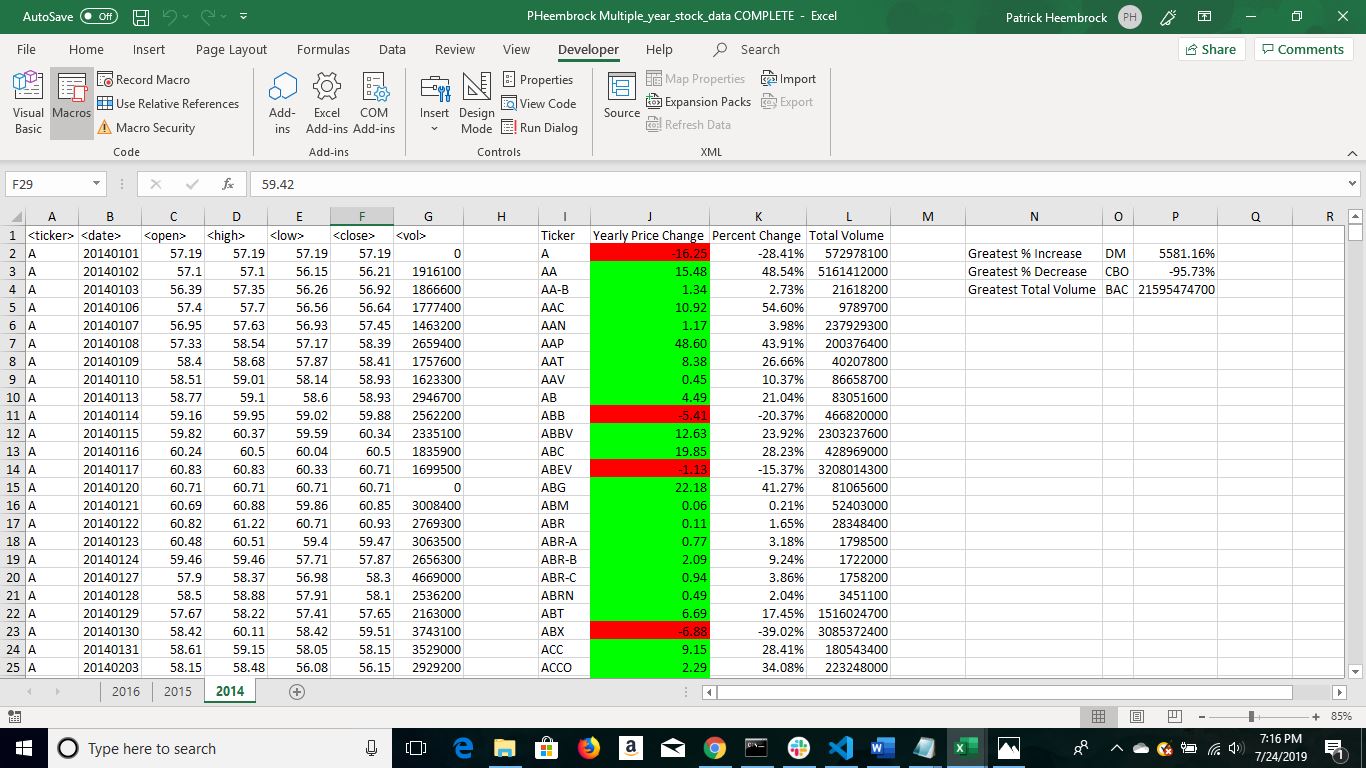 AutoSave Off PHeembrock Multiple_year_stock_data COMPLETE - Excel Patrick Heembrock PH
File Home Insert Page Layout Formulas Data Review View Developer Help Search Share Comments
Visual Basic Macros Record Macro Use Relative References Macro Security
Add-ins Excel Add-ins COM Add-ins
Insert Design Mode Properties View Code Run Dialog
Source Map Properties Expansion Packs Refresh Data Import Export
Code Add-ins Controls XML
F29 fx 59.42
A B C D E F G H I J K L M N O P Q R
1 <ticker> <date> <open> <high> <low> <close> <vol> Ticker Yearly Price Change Percent Change Total Volume
2 A 20140101 57.19 57.19 57.19 57.19 0 A -16.25 -28.41% 572978100 Greatest % Increase DM 5581.16%
3 A 20140102 57.1 57.1 56.15 56.21 1916100 AA 15.48 48.54% 5161412000 Greatest % Decrease CBO -95.73%
4 A 20140103 56.39 57.35 56.26 56.92 1866600 AA-B 1.34 2.73% 21618200 Greatest Total Volume BAC 21595474700
5 A 20140106 57.4 57.7 56.56 56.64 1777400 AAC 10.92 54.60% 9789700
6 A 20140107 56.95 57.63 56.93 57.45 1463200 AAN 1.17 3.98% 237929300
7 A 20140108 57.33 58.54 57.17 58.39 2659400 AAP 48.60 43.91% 200376400
8 A 20140109 58.4 58.68 57.87 58.41 1757600 AAT 8.38 26.66% 40207800
9 A 20140110 58.51 59.01 58.14 58.93 1623300 AAV 0.45 10.37% 86658700
10 A 20140113 58.77 59.1 58.6 58.93 2946700 AB 4.49 21.04% 83051600
11 A 20140114 59.16 59.95 59.02 59.88 2562200 ABB -5.41 -20.37% 466820000
12 A 20140115 59.82 60.37 59.59 60.34 2335100 ABBV 12.63 23.92% 2303237600
13 A 20140116 60.24 60.5 60.04 60.5 1835900 ABC 19.85 28.23% 428969000
14 A 20140117 60.83 60.83 60.33 60.71 1699500 ABEV -1.13 -15.37% 3208014300
15 A 20140120 60.71 60.71 60.71 60.71 0 ABG 22.18 41.27% 81065600
16 A 20140121 60.69 60.88 59.86 60.85 3008400 ABM 0.06 0.21% 52403000
17 A 20140122 60.82 61.22 60.71 60.93 2769300 ABR 0.11 1.65% 28348400
18 A 20140123 60.48 60.51 59.4 59.47 3063500 ABR-A 0.77 3.18% 1798500
19 A 20140124 59.46 59.46 57.71 57.87 2656300 ABR-B 2.09 9.24% 1722000
20 A 20140127 57.9 58.37 56.98 58.3 4669000 ABR-C 0.94 3.86% 1758200
21 A 20140128 58.5 58.88 57.91 58.1 2536200 ABRN 0.49 2.04% 3451100
22 A 20140129 57.67 58.22 57.41 57.65 2163000 ABT 6.69 17.45% 1516024700
23 A 20140130 58.42 60.11 58.42 59.51 3743100 ABX -6.88 -39.02% 3085372400
24 A 20140131 58.61 59.15 58.05 58.15 3529000 ACC 9.15 28.41% 180543400
25 A 20140203 58.15 58.48 56.08 56.15 2929200 ACCO 2.29 34.08% 223248000
2016 2015 2014
85%
Type here to search 7:16 PM
7/24/2019 1